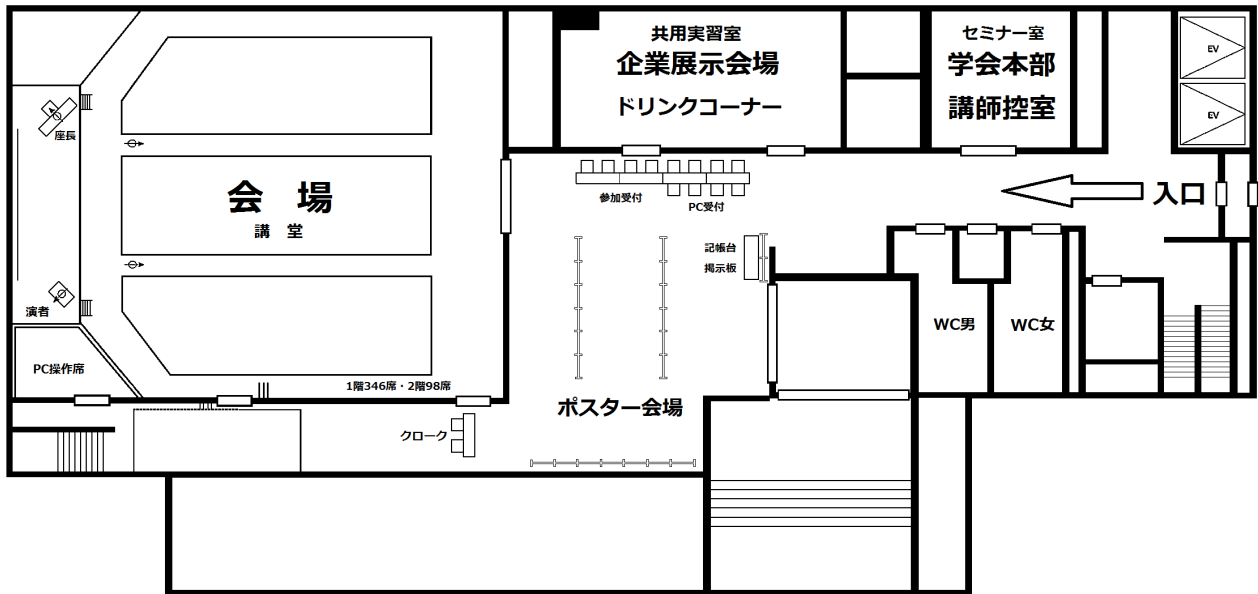 共用実習室
企業展示会場
ドリンクコーナー
セミナー室
学会本部
講師控室
EV
EV
座長
会 場
講 堂
参加受付
PC受付
入口
記帳台
掲示板
演者
WC男
WC女
PC操作席
1階346席・2階98席
ポスター会場
クローク